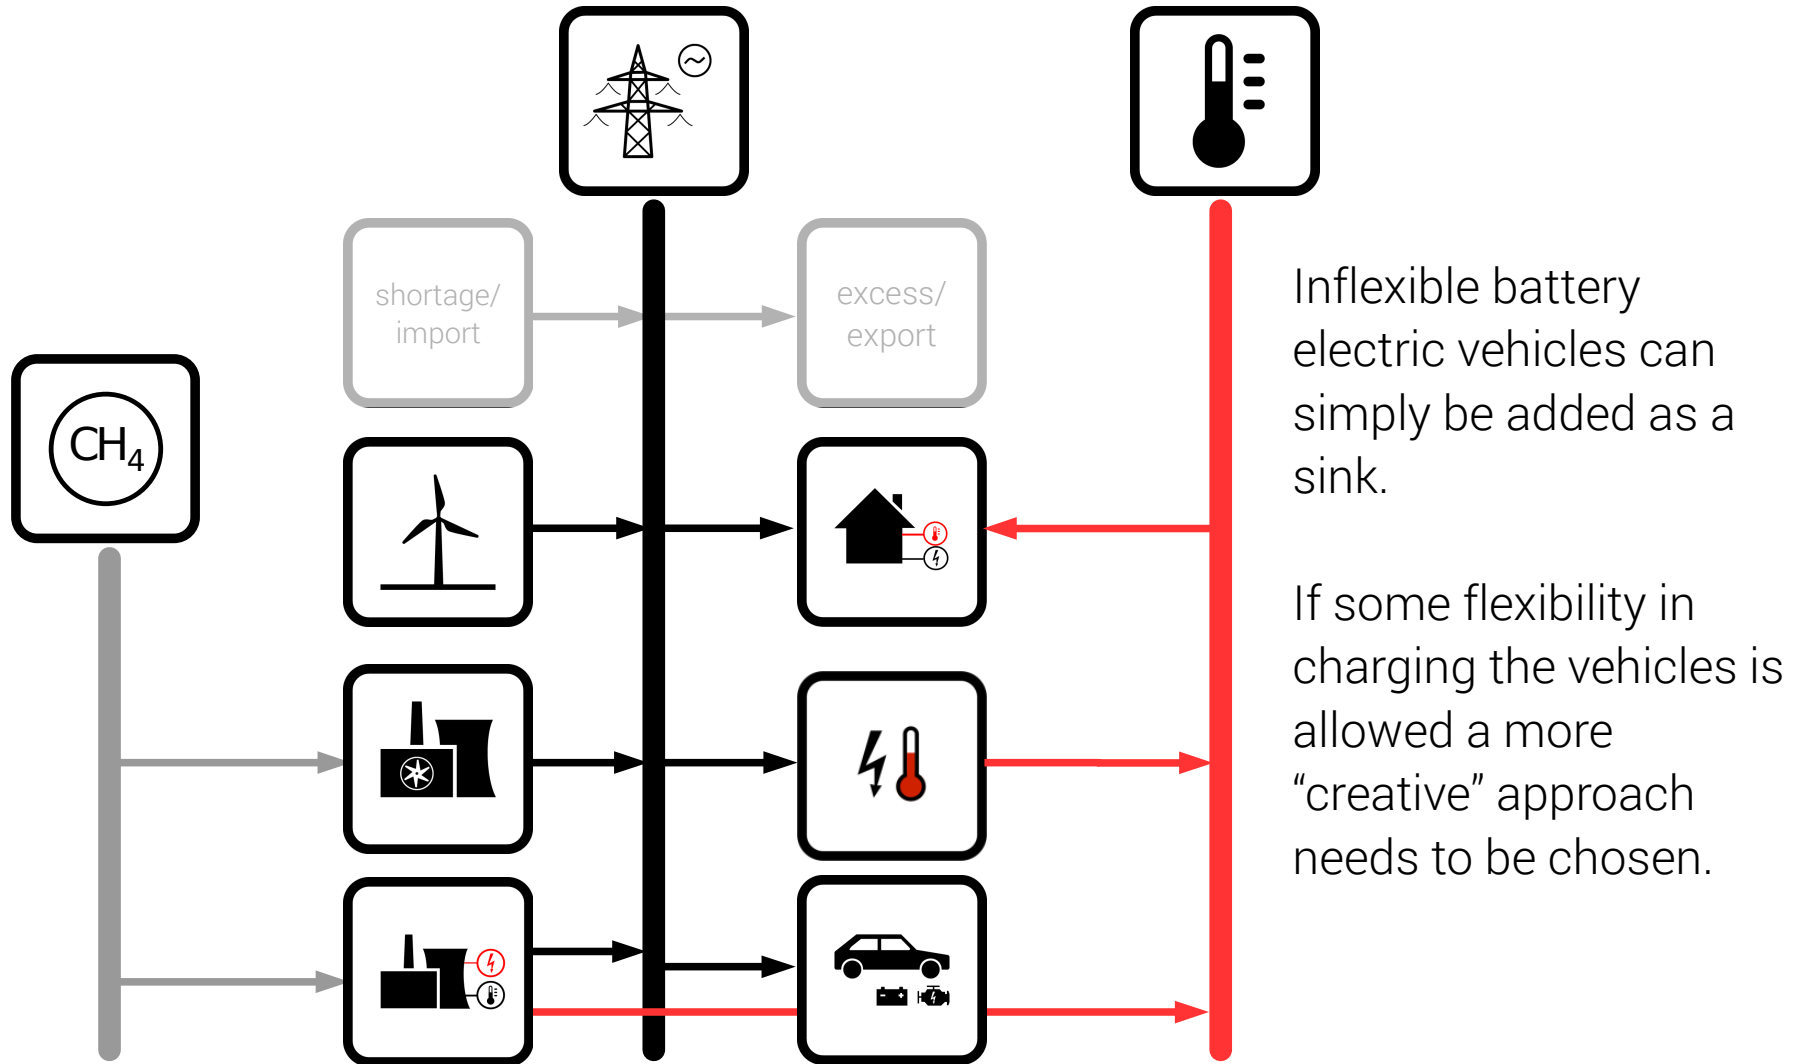 shortage/
import
excess/
export
CH₄
Inflexible battery
electric vehicles can
simply be added as a
sink.
If some flexibility in
charging the vehicles is
allowed a more
“creative” approach
needs to be chosen.